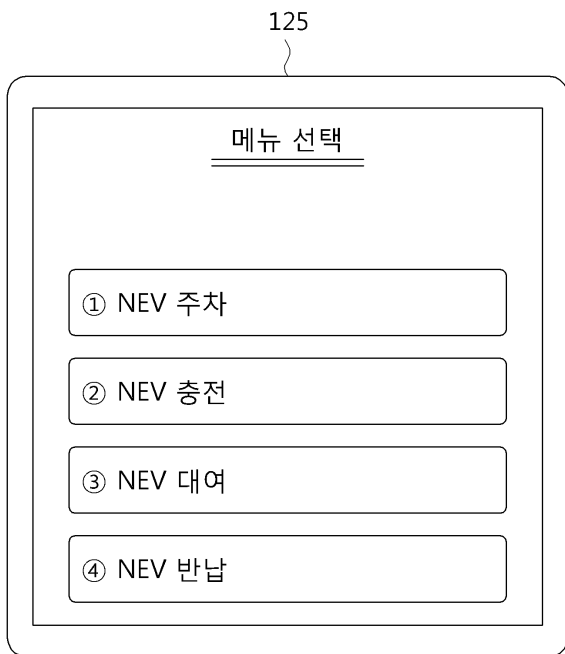 125
메뉴 선택
① NEV 주차
② NEV 충전
③ NEV 대여
④ NEV 반납